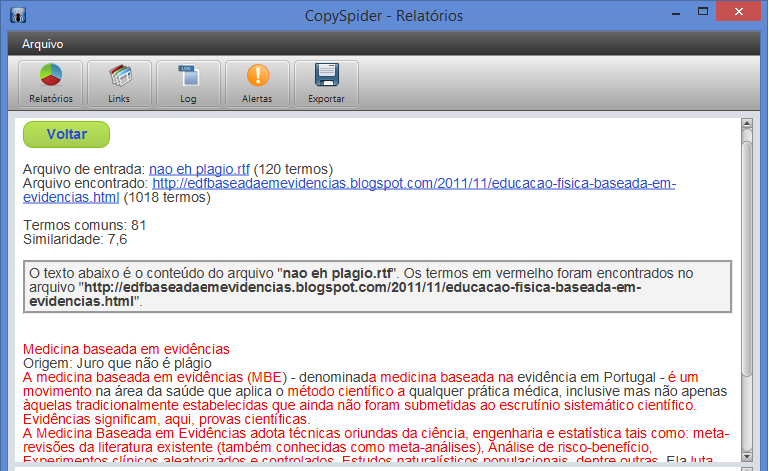 CopySpider - Relatórios
Arquivo
Relatórios Links Log Alertas Exportar
LOG
Voltar
Arquivo de entrada: nao eh plagio.rtf (120 termos)
Arquivo encontrado: http://edfbaseadaemevidencias.blogspot.com/2011/11/educacao-fisica-baseada-em-
evidencias.html (1018 termos)
Termos comuns: 81
Similaridade: 7,6
O texto abaixo é o conteúdo do arquivo "nao eh plagio.rtf". Os termos em vermelho foram encontrados no
arquivo "http://edfbaseadaemevidencias.blogspot.com/2011/11/educacao-fisica-baseada-em-
evidencias.html".
Medicina baseada em evidências
Origem: Juro que não é plágio
A medicina baseada em evidências (MBE) - denominada medicina baseada na evidência em Portugal - é um
movimento na área da saúde que aplica o método científico a qualquer prática médica, inclusive mas não apenas
àquelas tradicionalmente estabelecidas que ainda não foram submetidas ao escrutínio sistemático científico.
Evidências significam, aqui, provas científicas.
A Medicina Baseada em Evidências adota técnicas oriundas da ciência, engenharia e estatística tais como: meta-
revisões da literatura existente (também conhecidas como meta-análises), Análise de risco-benefício,
Experimentos clínicos aleatorizados e controlados, Estudos naturalísticos populacionais, dentre outras. Ela luta